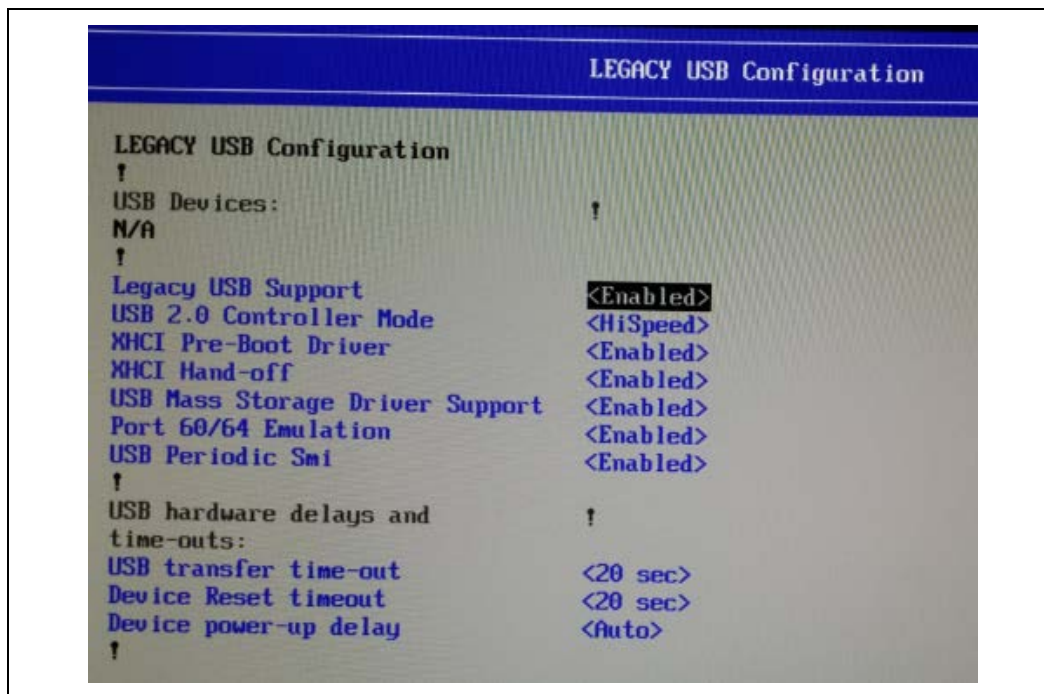 LEGACY USB Configuration
LEGACY USB Configuration
!
USB Devices: !
N/A
!
Legacy USB Support <Enabled>
USB 2.0 Controller Mode <HiSpeed>
XHCI Pre-Boot Driver <Enabled>
XHCI Hand-off <Enabled>
USB Mass Storage Driver Support <Enabled>
Port 60/64 Emulation <Enabled>
USB Periodic Smi <Enabled>
!
USB hardware delays and !
time-outs:
USB transfer time-out <20 sec>
Device Reset timeout <20 sec>
Device power-up delay <Auto>
!